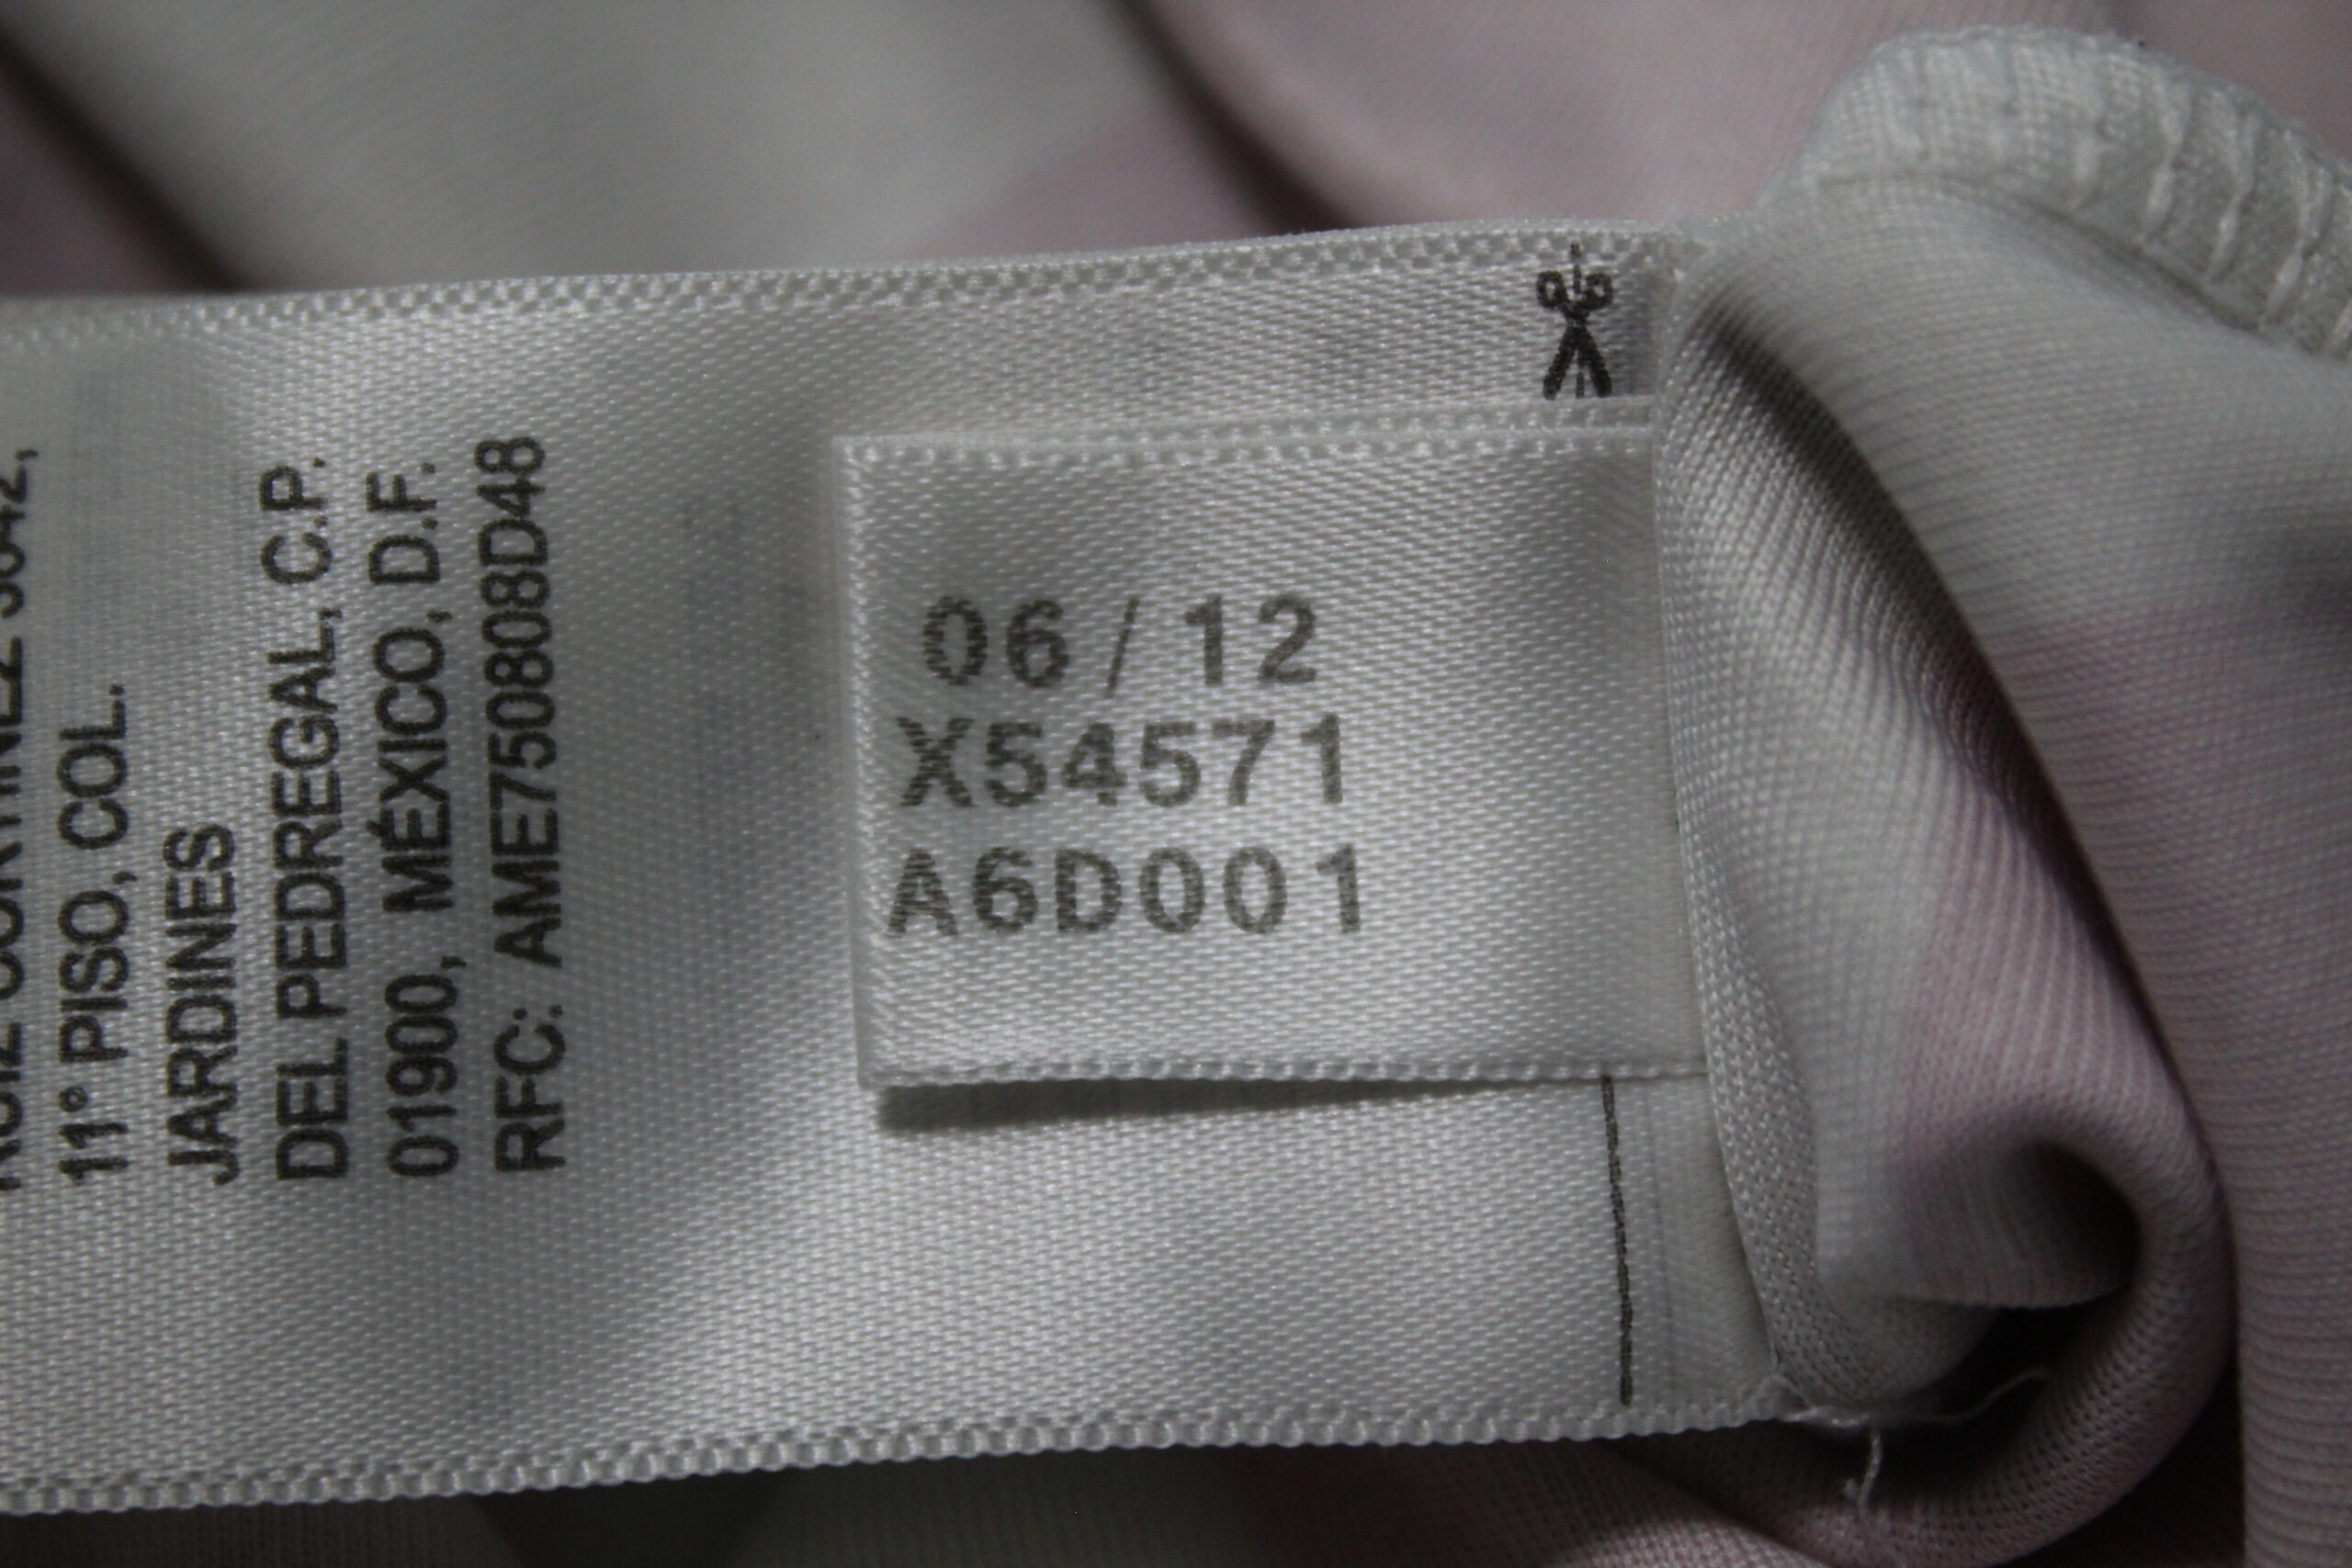 11° PISO, COL.
JARDINES
DEL PEDREGAL, C.P.
01900, MÉXICO, D.F.
RFC: AME750808D48
06 / 12
X54571
A6D001